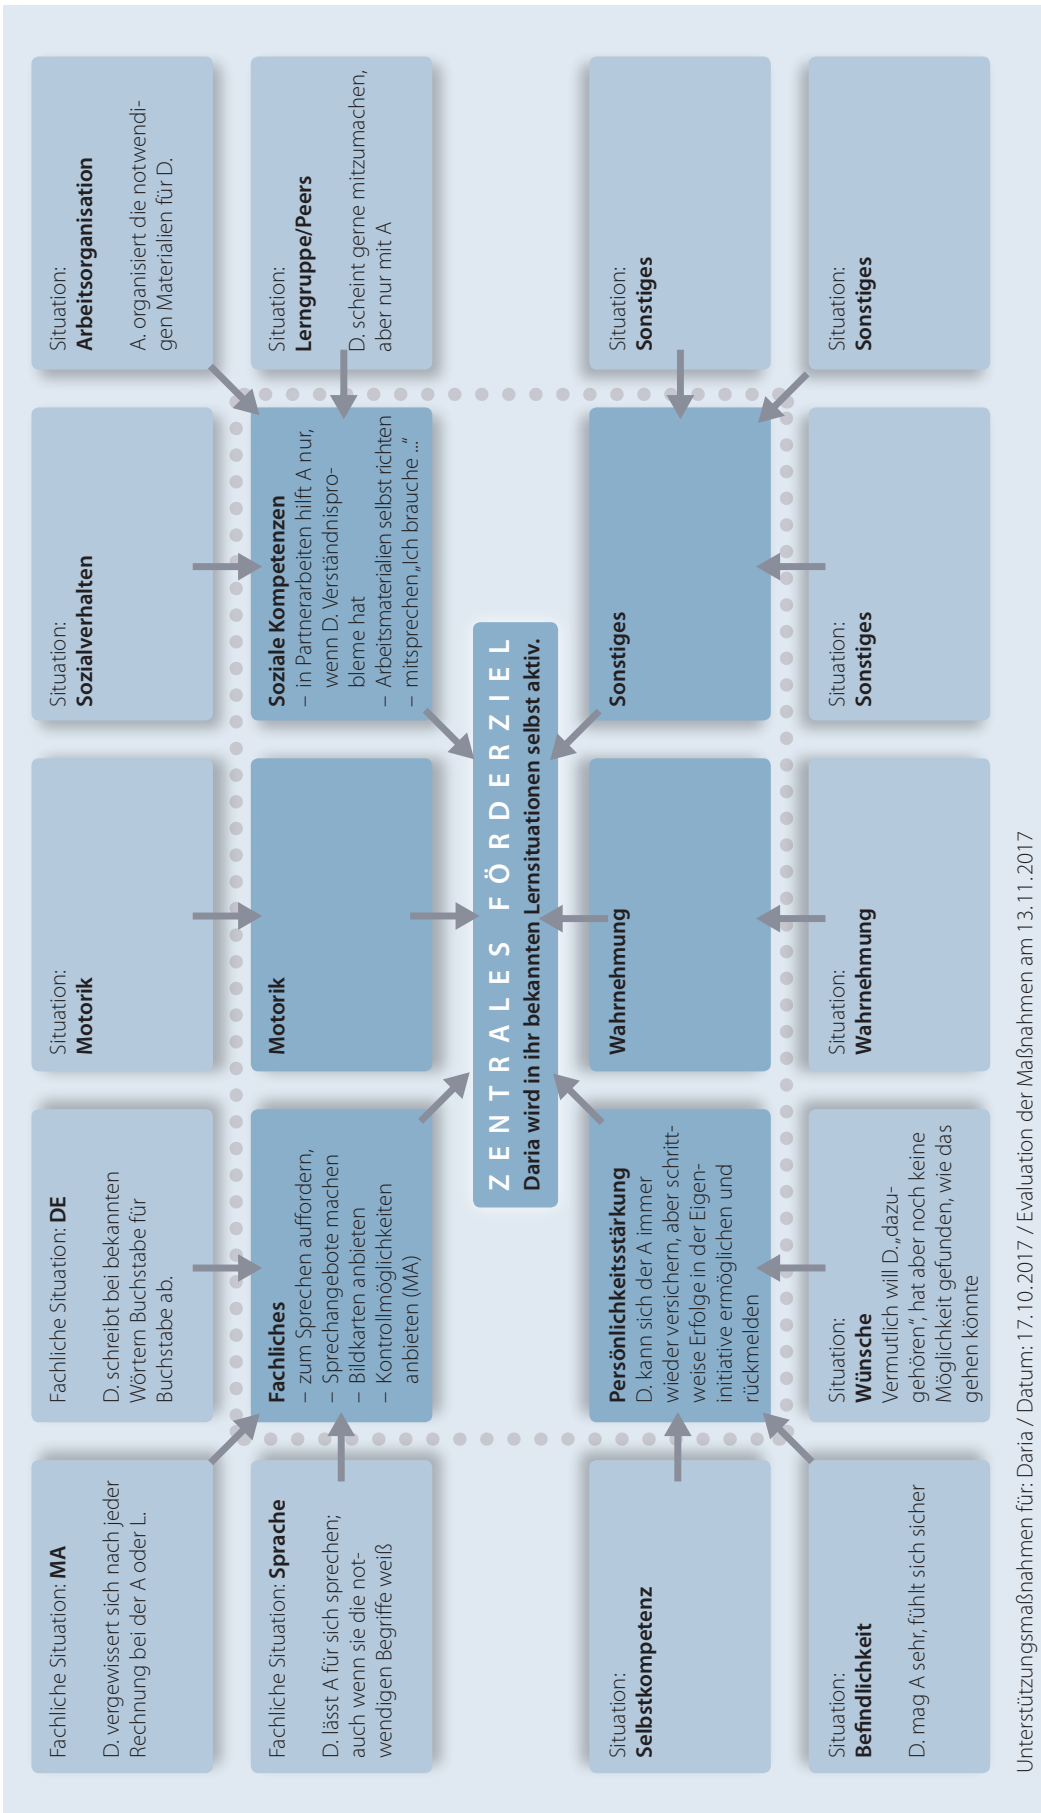 Fachliche Situation: MA
D. vergewissert sich nach jeder
Rechnung bei der A oder L.
Fachliche Situation: DE
D. schreibt bei bekannten
Wörtern Buchstabe für
Buchstabe ab.
Situation:
Motorik
Situation:
Sozialverhalten
Situation:
Arbeitsorganisation
A. organisiert die notwendi-
gen Materialien für D.
Fachliche Situation: Sprache
D. lässt A für sich sprechen;
auch wenn sie die not-
wendigen Begriffe weiß
Fachliches
– zum Sprechen auffordern,
– Sprechangebote machen
– Bildkarten anbieten
– Kontrollmöglichkeiten
anbieten (MA)
Motorik
Soziale Kompetenzen
– in Partnerarbeiten hilft A nur,
wenn D. Verständnispro-
bleme hat
– Arbeitsmaterialien selbst richten
– mitsprechen „Ich brauche ...“
Situation:
Lerngruppe/Peers
D. scheint gerne mitzumachen,
aber nur mit A
ZENTRALES FÖRDERZIEL
Daria wird in ihr bekannten Lernsituationen selbst aktiv.
Situation:
Selbstkompetenz
Persönlichkeitsstärkung
D. kann sich der A immer
wieder versichern, aber schritt-
weise Erfolge in der Eigen-
initiative ermöglichen und
rückmelden
Wahrnehmung
Sonstiges
Situation:
Sonstiges
Situation:
Befindlichkeit
D. mag A sehr, fühlt sich sicher
Situation:
Wünsche
Vermutlich will D. „dazu-
gehören“, hat aber noch keine
Möglichkeit gefunden, wie das
gehen könnte
Situation:
Wahrnehmung
Situation:
Sonstiges
Situation:
Sonstiges
Unterstützungsmaßnahmen für: Daria / Datum: 17.10.2017 / Evaluation der Maßnahmen am 13.11.2017